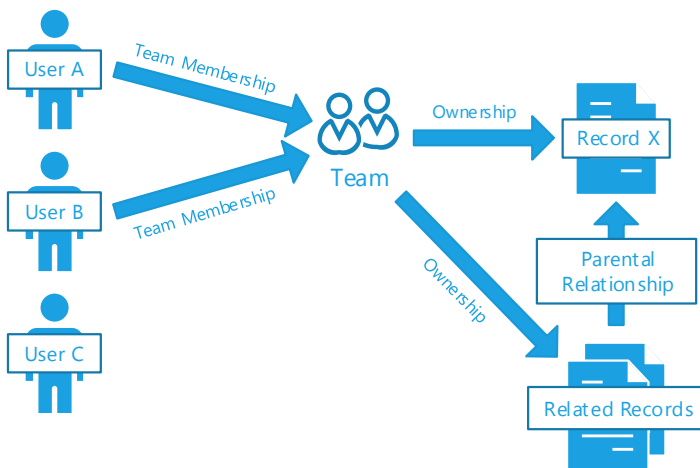 User A
Team Membership
Ownership
Record X
Team
User B
Team Membership
Ownership
Parental
Relationship
User C
Related Records